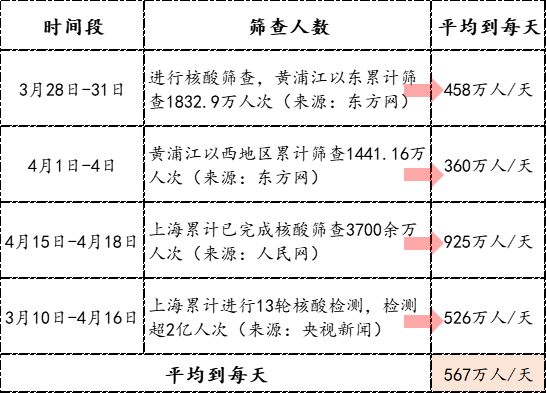 时间段 筛查人数 平均到每天
3月28日-31日 进行核酸筛查，黄浦江以东累计筛
查1832.9万人次（来源：东方网） 458万人/天
4月1日-4日 黄浦江以西地区累计筛查1441.16万
人次（来源：东方网） 360万人/天
4月15日-4月18日 上海累计已完成核酸筛查3700余万
人次（来源：人民网） 925万人/天
3月10日-4月16日 上海累计进行13轮核酸检测，检测
超2亿人次（来源：央视新闻） 526万人/天
平均到每天 567万人/天